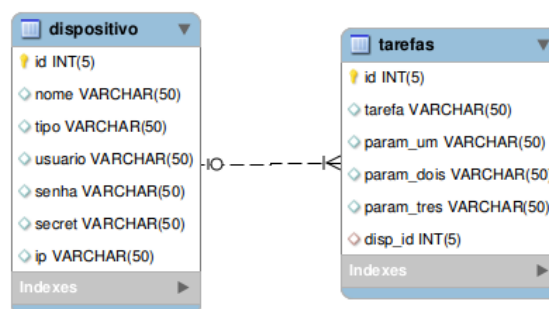 dispositivo
id INT(5)
nome VARCHAR(50)
tipo VARCHAR(50)
usuario VARCHAR(50)
senha VARCHAR(50)
secret VARCHAR(50)
ip VARCHAR(50)
Indexes
tarefas
id INT(5)
tarefa VARCHAR(50)
param_um VARCHAR(50)
param_dois VARCHAR(50)
param_tres VARCHAR(50)
disp_id INT(5)
Indexes